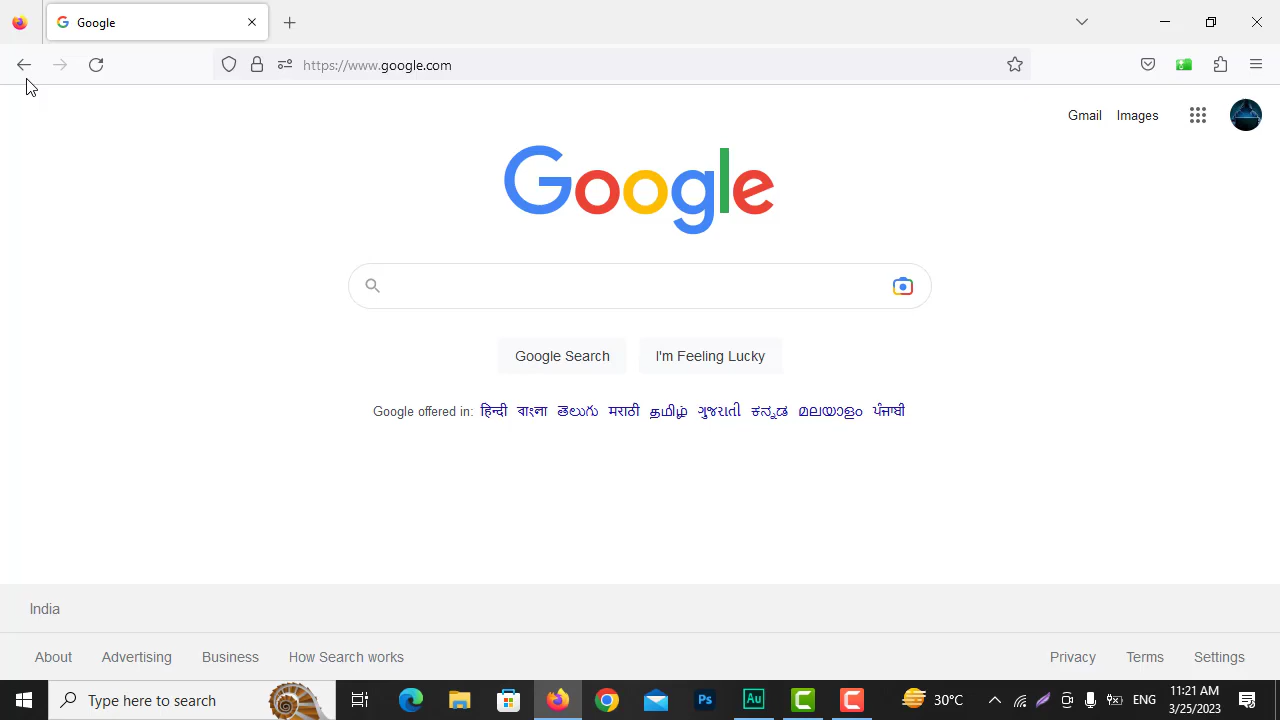 Google
https://www.google.com
Gmail Images
Google
Google Search I'm Feeling Lucky
Google offered in: हिन्दी বাংলা తెలుగు मराठी தமிழ் ગુજરાતી ಕನ್ನಡ മലയാളം ਪੰਜਾਬੀ
India
About Advertising Business How Search works Privacy Terms Settings
Type here to search Ps Au 30°C ENG 11:21 AM
3/25/2023